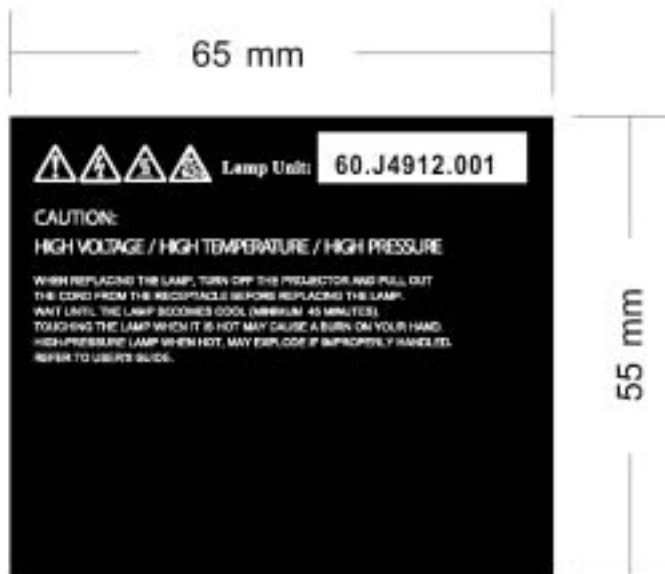 65 mm
Lamp Unit: 60.J4912.001
CAUTION:
HIGH VOLTAGE / HIGH TEMPERATURE / HIGH PRESSURE
WHEN REPLACING THE LAMP, TURN OFF THE PROJECTOR AND PULL OUT
THE CORD FROM THE RECEPTACLE BEFORE REPLACING THE LAMP.
WAIT UNTIL THE LAMP BECOMES COOL (MINIMUM 45 MINUTES).
TOUCHING THE LAMP WHEN IT IS HOT MAY CAUSE A BURN ON YOUR HAND.
HIGH-PRESSURE LAMP WHEN HOT, MAY EXPLODE IF IMPROPERLY HANDLED.
REFER TO USER'S GUIDE.
55 mm